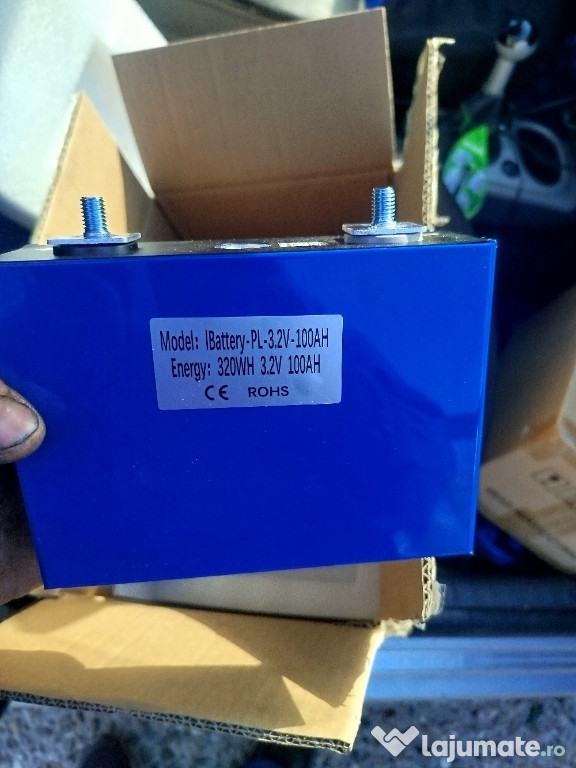 Model: IBattery-PL-3.2V-100AH
Energy: 320WH 3.2V 100AH
CE ROHS
lajumate.ro